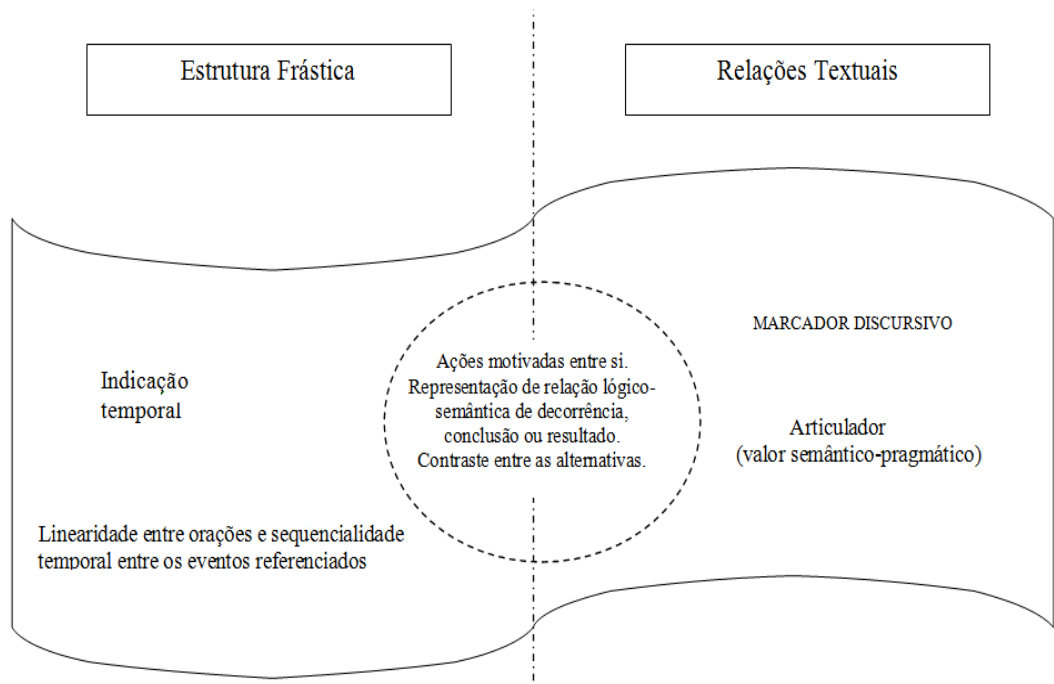 Estrutura Frástica
Relações Textuais
Indicação
temporal
Linearidade entre orações e sequencialidade
temporal entre os eventos referenciados
Ações motivadas entre si.
Representação de relação lógico-
semântica de decorrência,
conclusão ou resultado.
Contraste entre as alternativas.
MARCADOR DISCURSIVO
Articulador
(valor semântico-pragmático)